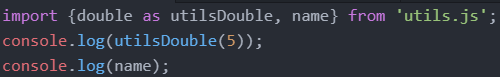 import {double as utilsDouble, name} from 'utils.js';
console.log(utilsDouble(5));
console.log(name);